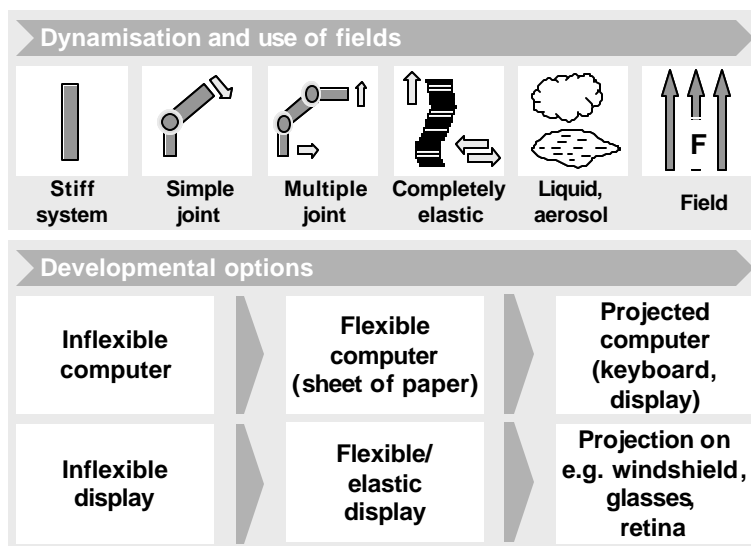 Dynamisation and use of fields
F
Stiff
system
Simple
joint
Multiple
joint
Completely
elastic
Liquid,
aerosol
Field
Developmental options
Inflexible
computer
Flexible
computer
(sheet of paper)
Projected
computer
(keyboard,
display)
Inflexible
display
Flexible/
elastic
display
Projection on
e.g. windshield,
glasses,
retina